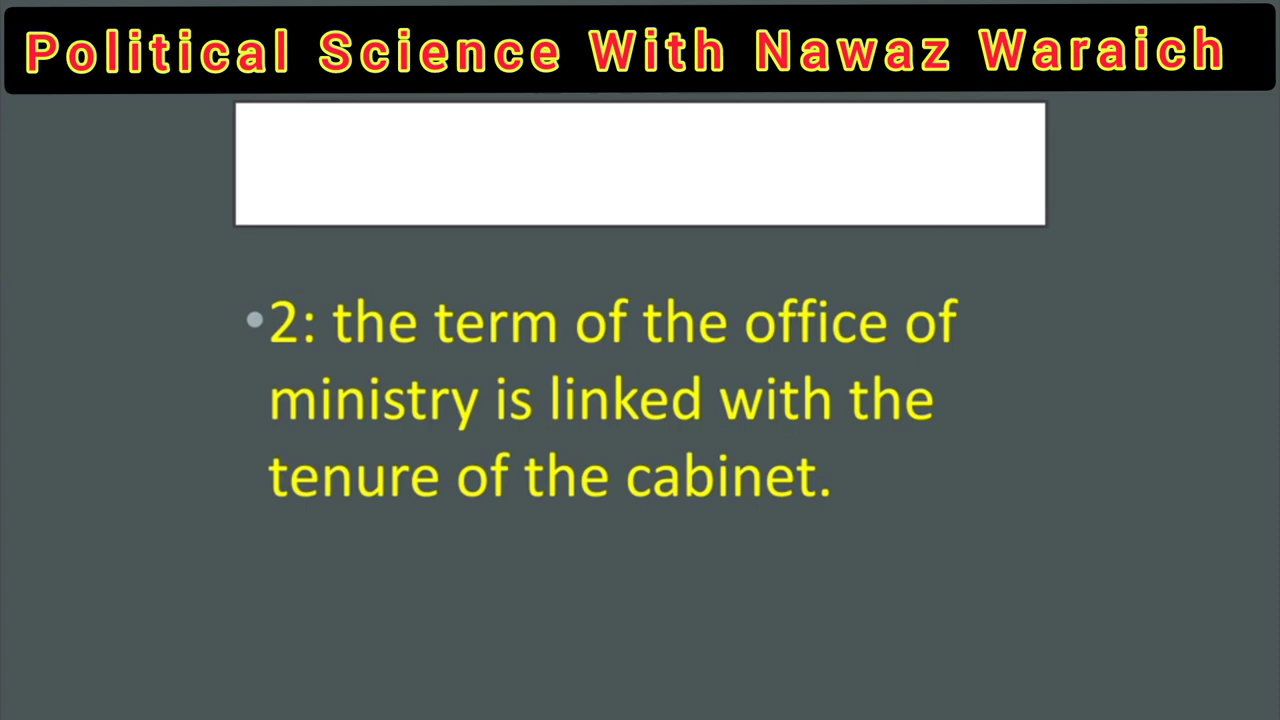 Political Science With Nawaz Waraich
•2: the term of the office of
ministry is linked with the
tenure of the cabinet.